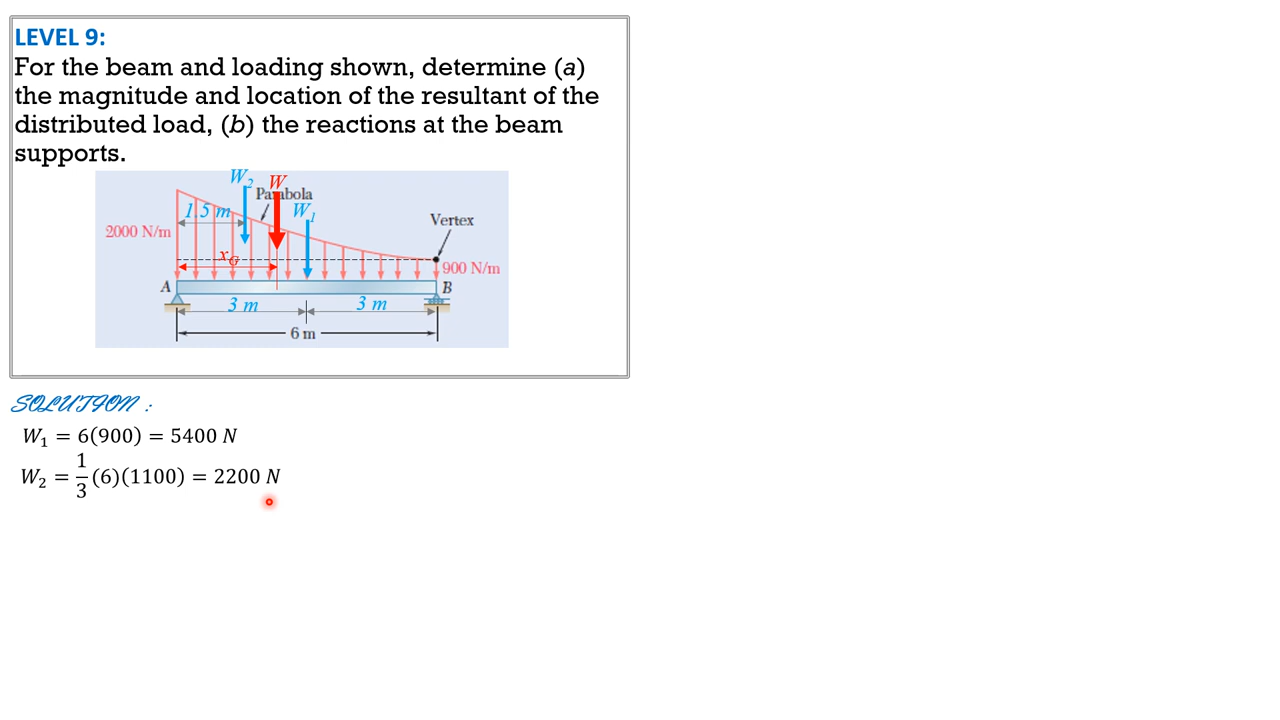 LEVEL 9:
For the beam and loading shown, determine (a)
the magnitude and location of the resultant of the
distributed load, (b) the reactions at the beam
supports.
W₂ W
Parabola
1.5 m W₁
Vertex
2000 N/m
x_G
900 N/m
A B
3 m 3 m
6 m
SOLUTION :
W₁ = 6(900) = 5400 N
W₂ = 1/3 (6)(1100) = 2200 N